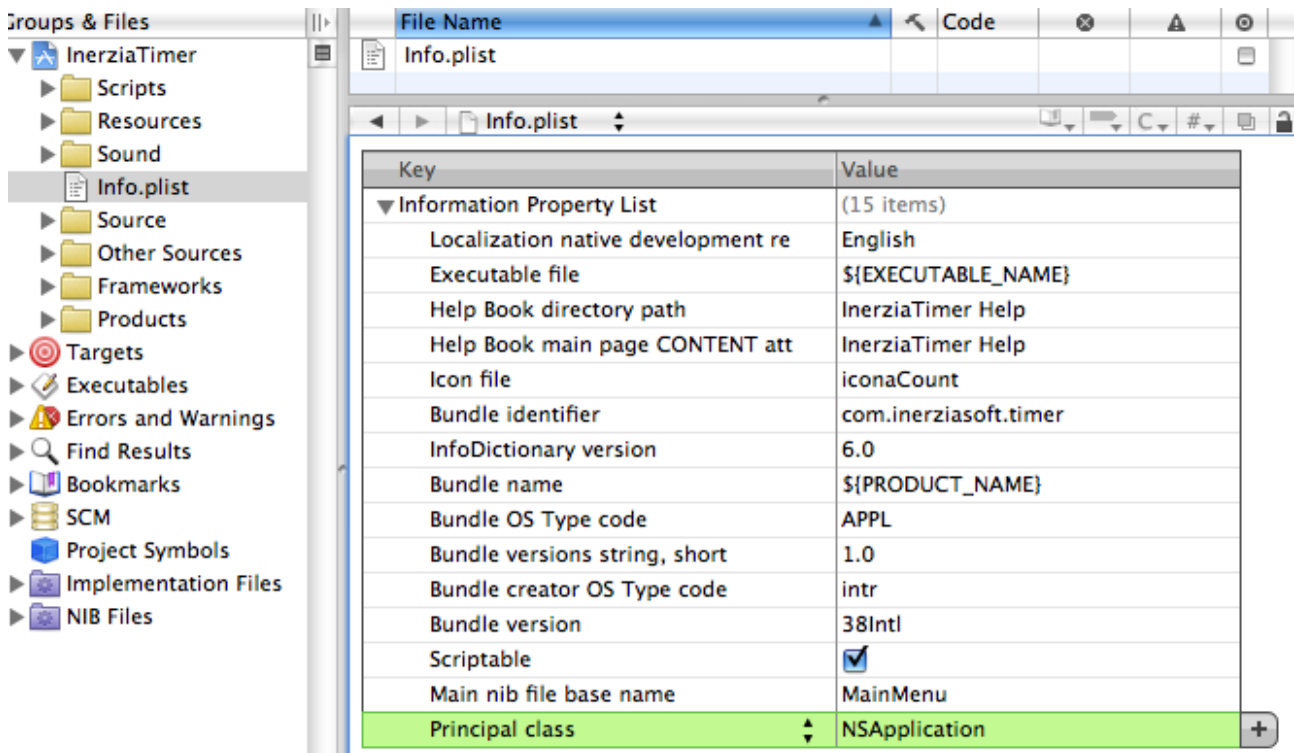 Groups & Files
InerziaTimer
Scripts
Resources
Sound
Info.plist
Source
Other Sources
Frameworks
Products
Targets
Executables
Errors and Warnings
Find Results
Bookmarks
SCM
Project Symbols
Implementation Files
NIB Files
File Name Code
Info.plist
Info.plist C #
Key Value
Information Property List (15 items)
Localization native development re English
Executable file ${EXECUTABLE_NAME}
Help Book directory path InerziaTimer Help
Help Book main page CONTENT att InerziaTimer Help
Icon file iconaCount
Bundle identifier com.inerziasoft.timer
InfoDictionary version 6.0
Bundle name ${PRODUCT_NAME}
Bundle OS Type code APPL
Bundle versions string, short 1.0
Bundle creator OS Type code intr
Bundle version 38Intl
Scriptable
Main nib file base name MainMenu
Principal class NSApplication